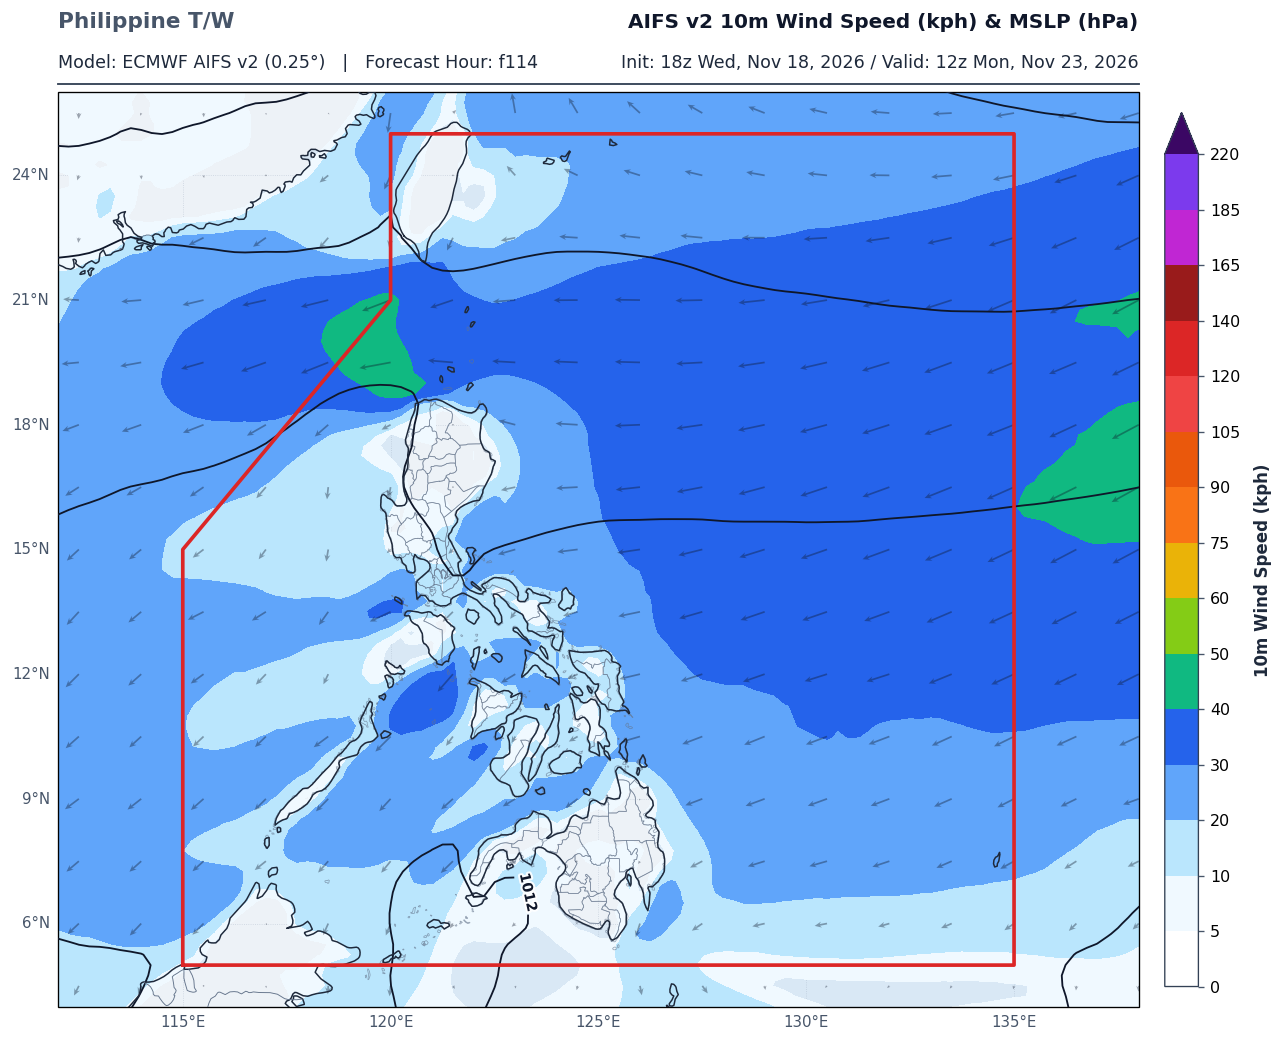 Philippine T/W
AIFS v2 10m Wind Speed (kph) & MSLP (hPa)
Model: ECMWF AIFS v2 (0.25°) | Forecast Hour: f114
Init: 18z Wed, Nov 18, 2026 / Valid: 12z Mon, Nov 23, 2026
24°N
21°N
18°N
15°N
12°N
9°N
6°N
115°E
120°E
125°E
130°E
135°E
1012
220
185
165
140
120
105
90
75
60
50
40
30
20
10
5
0
10m Wind Speed (kph)